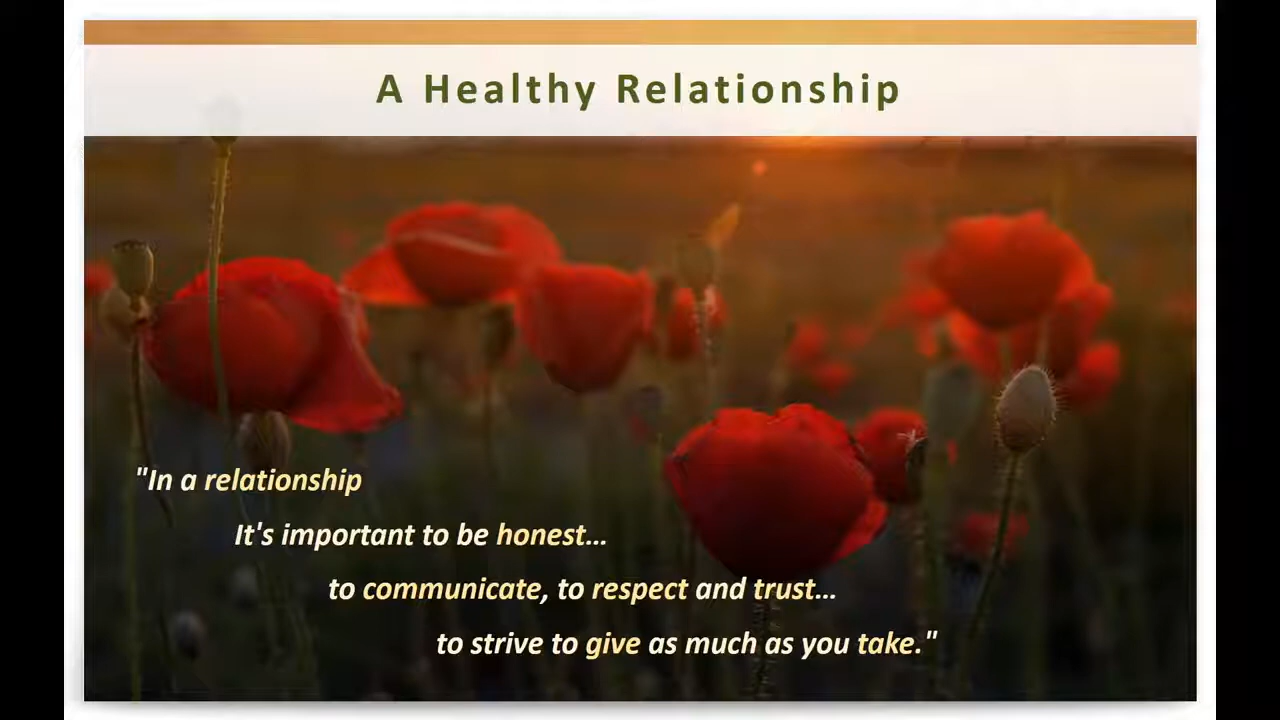 A Healthy Relationship
"In a relationship
It's important to be honest...
to communicate, to respect and trust...
to strive to give as much as you take."